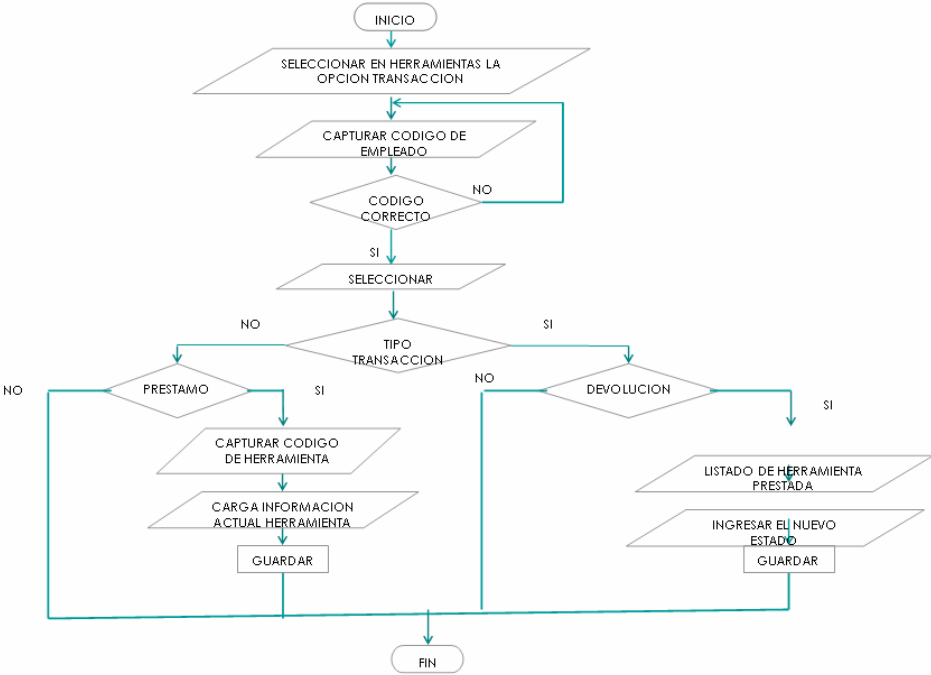 INICIO
SELECCIONAR EN HERRAMIENTAS LA
OPCION TRANSACCION
CAPTURAR CODIGO DE
EMPLEADO
NO
CODIGO
CORRECTO
SI
SELECCIONAR
NO
SI
TIPO
TRANSACCION
NO
PRESTAMO
SI
NO
DEVOLUCION
SI
CAPTURAR CODIGO
DE HERRAMIENTA
LISTADO DE HERRAMIENTA
PRESTADA
CARGA INFORMACION
ACTUAL HERRAMIENTA
INGRESAR EL NUEVO
ESTADO
GUARDAR
GUARDAR
FIN